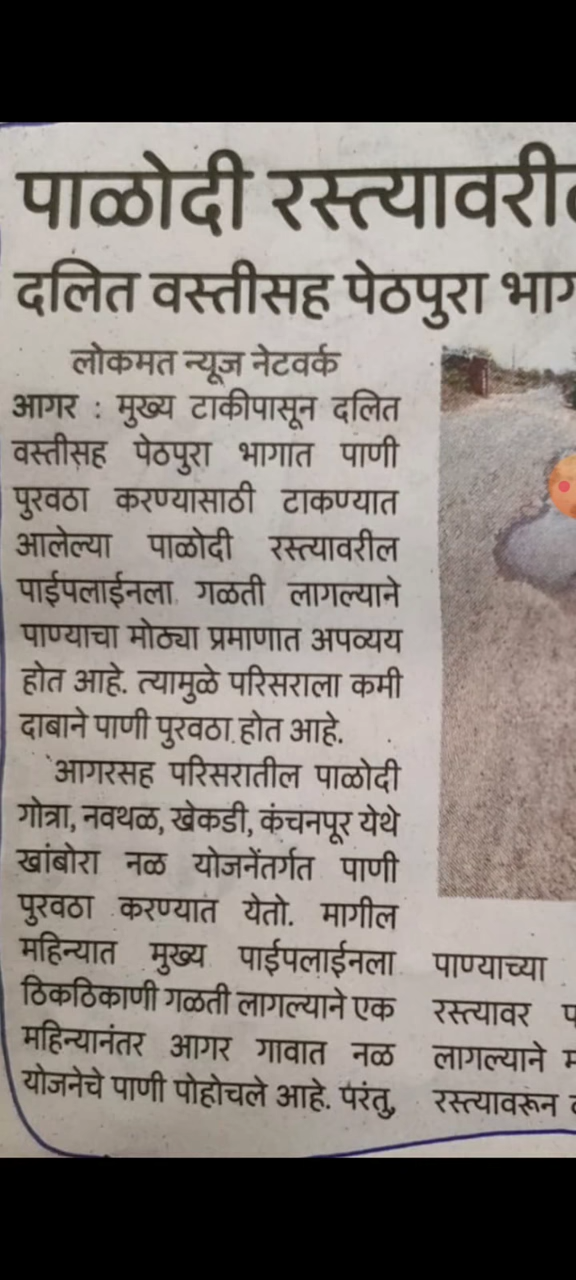 पाळोदी रस्त्यावरील
दलित वस्तीसह पेठपुरा भाग
लोकमत न्यूज नेटवर्क
आगर : मुख्य टाकीपासून दलित
वस्तीसह पेठपुरा भागात पाणी
पुरवठा करण्यासाठी टाकण्यात
आलेल्या पाळोदी रस्त्यावरील
पाईपलाईनला गळती लागल्याने
पाण्याचा मोठ्या प्रमाणात अपव्यय
होत आहे. त्यामुळे परिसराला कमी
दाबाने पाणी पुरवठा होत आहे.
आगरसह परिसरातील पाळोदी
गोत्रा, नवथळ, खेकडी, कंचनपूर येथे
खांबोरा नळ योजनेंतर्गत पाणी
पुरवठा करण्यात येतो. मागील
महिन्यात मुख्य पाईपलाईनला
ठिकठिकाणी गळती लागल्याने एक
महिन्यानंतर आगर गावात नळ
योजनेचे पाणी पोहोचले आहे. परंतु,
पाण्याच्या
रस्त्यावर
लागल्याने
रस्त्यावरून